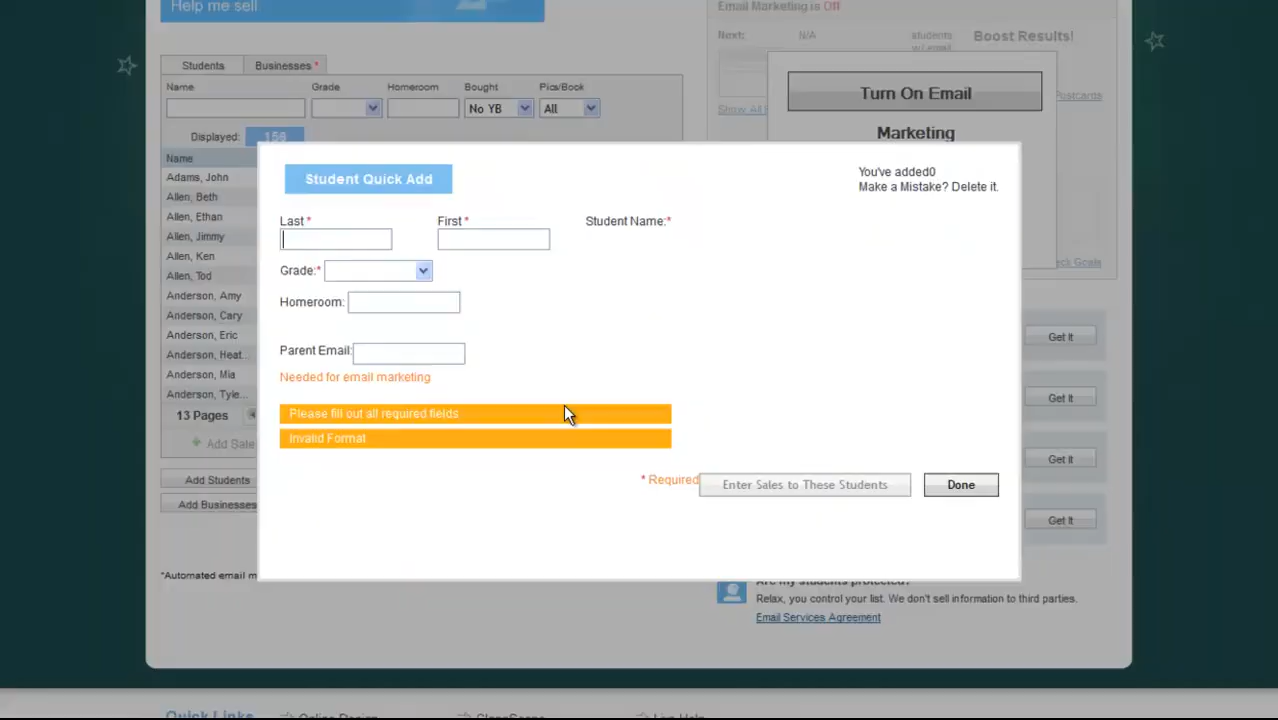 Help me sell
Email Marketing is Off
Next: N/A students Boost Results!
w/ email
Students Businesses *
Turn On Email
Name Grade Homeroom Bought Pics/Book
No YB All
Show All S Postcards
Marketing
Displayed: 159
Name
Adams, John
Allen, Beth
Allen, Ethan
Allen, Jimmy
Allen, Ken
Allen, Tod
Anderson, Amy
Anderson, Cary
Anderson, Eric
Anderson, Heat...
Anderson, Mia
Anderson, Tyle...
13 Pages
Add Sale
Add Students
Add Businesses
*Automated email m
Student Quick Add
You've added0
Make a Mistake? Delete it.
Last * First * Student Name:*
Grade:*
Homeroom:
Parent Email:
Needed for email marketing
Please fill out all required fields
Invalid Format
* Required Enter Sales to These Students Done
eck Goals
Get It
Get It
Get It
Get It
Are my students protected?
Relax, you control your list. We don't sell information to third parties.
Email Services Agreement
Quick Links Online Design Live Help